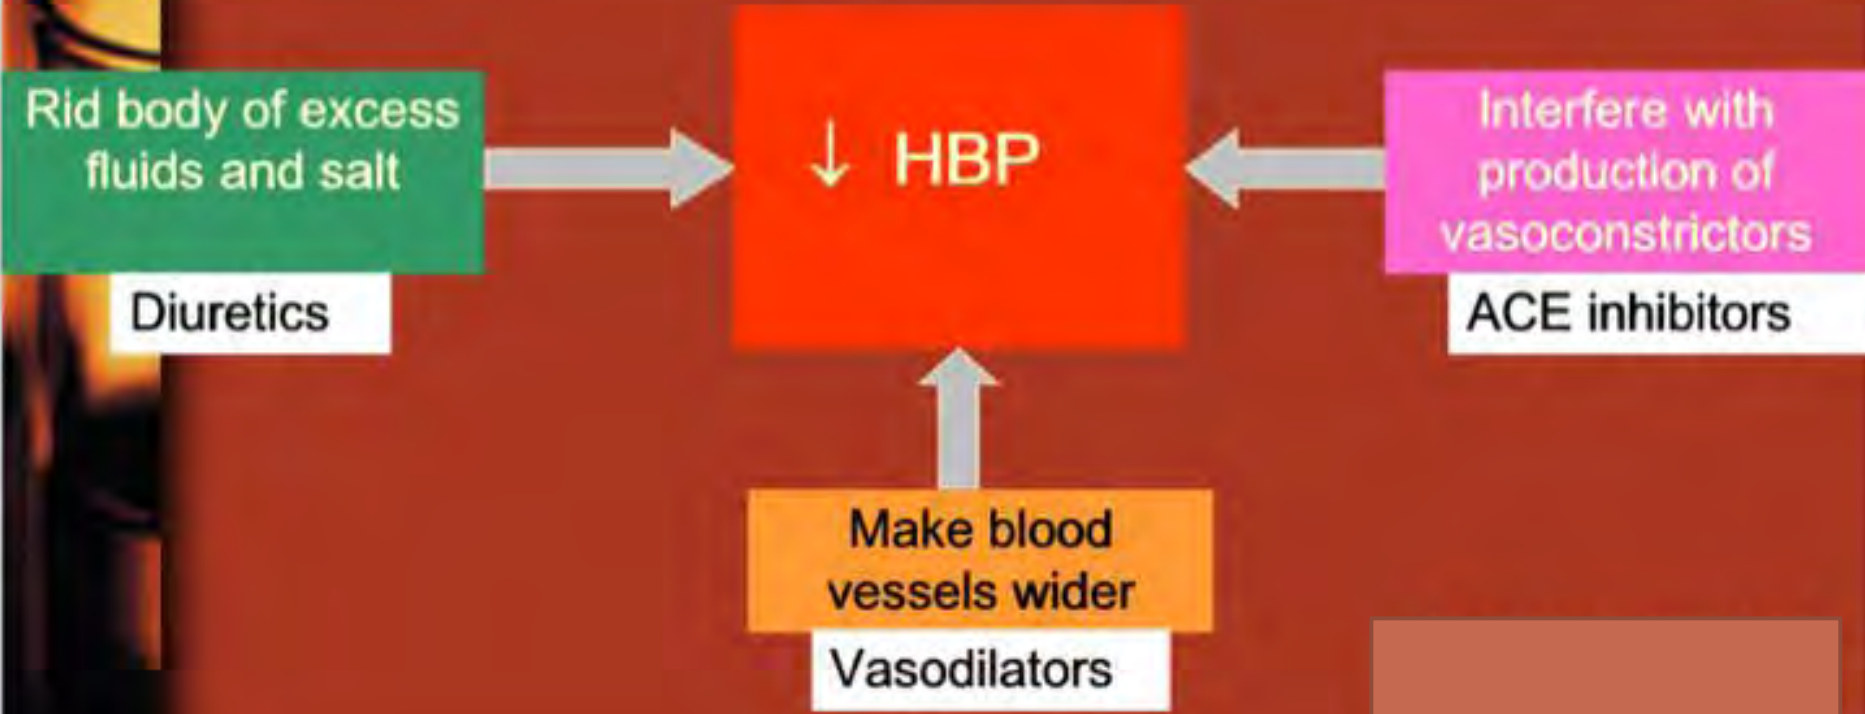 Rid body of excess
fluids and salt
Diuretics
↓ HBP
Interfere with
production of
vasoconstrictors
ACE inhibitors
Make blood
vessels wider
Vasodilators